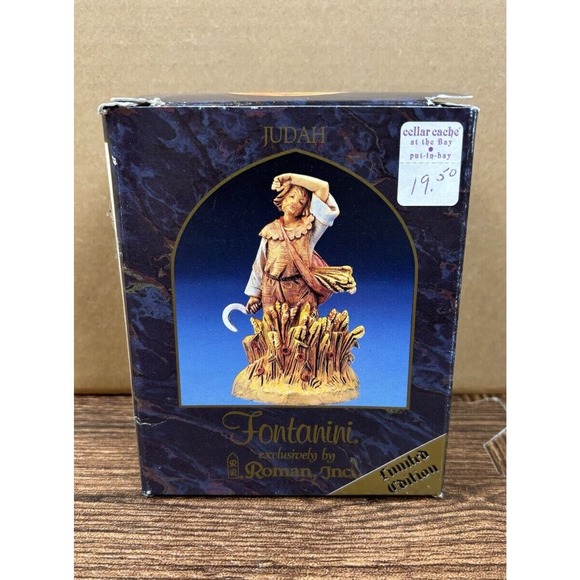 JUDAH
cellar cache
at the Bay
•
put-in-bay
19.50
Fontanini®
exclusively by
Roman, Inc.
Limited
Edition